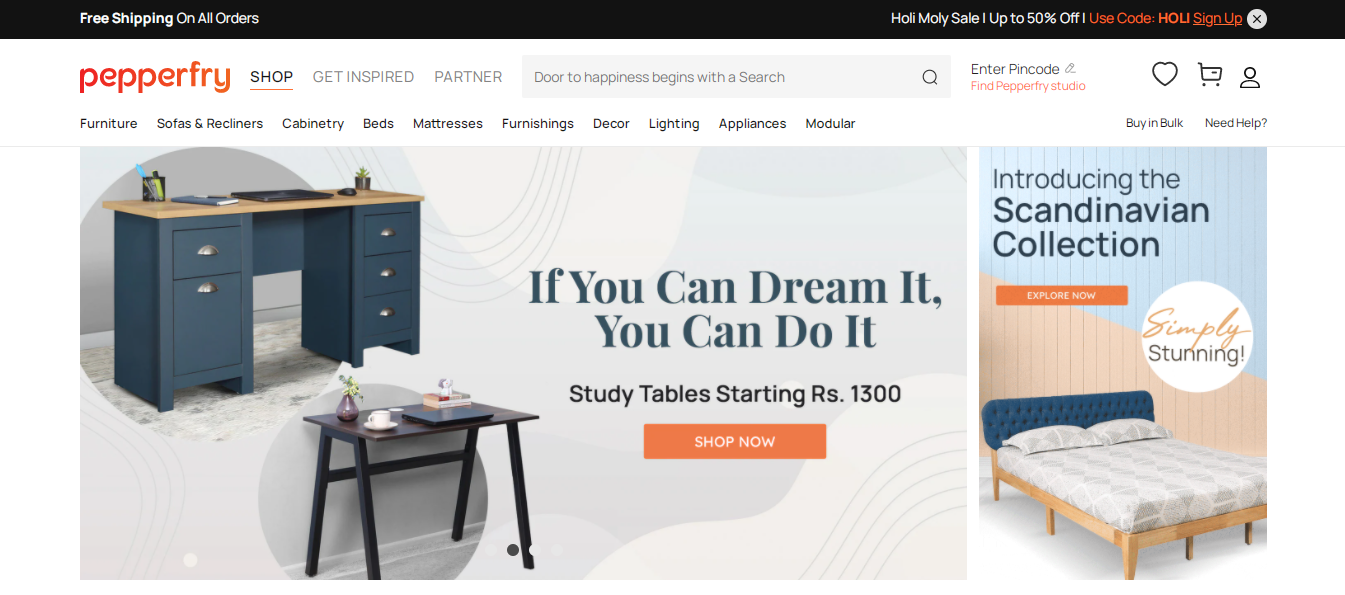 Free Shipping On All Orders
Holi Moly Sale | Up to 50% Off | Use Code: HOLI Sign Up
pepperfry
SHOP GET INSPIRED PARTNER
Door to happiness begins with a Search
Enter Pincode
Find Pepperfry studio
Furniture Sofas & Recliners Cabinetry Beds Mattresses Furnishings Decor Lighting Appliances Modular
Buy in Bulk Need Help?
If You Can Dream It,
You Can Do It
Study Tables Starting Rs. 1300
SHOP NOW
Introducing the
Scandinavian
Collection
EXPLORE NOW
Simply
Stunning!